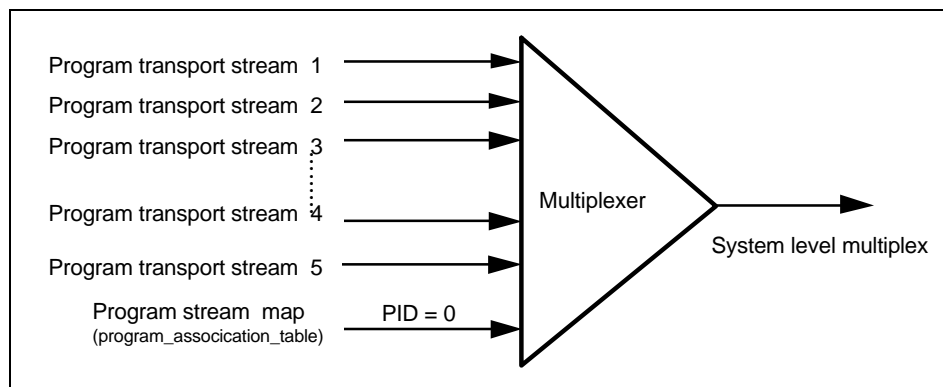 Program transport stream 1
Program transport stream 2
Program transport stream 3
Program transport stream 4
Program transport stream 5
Program stream map
(program_assocication_table)
PID = 0
Multiplexer
System level multiplex